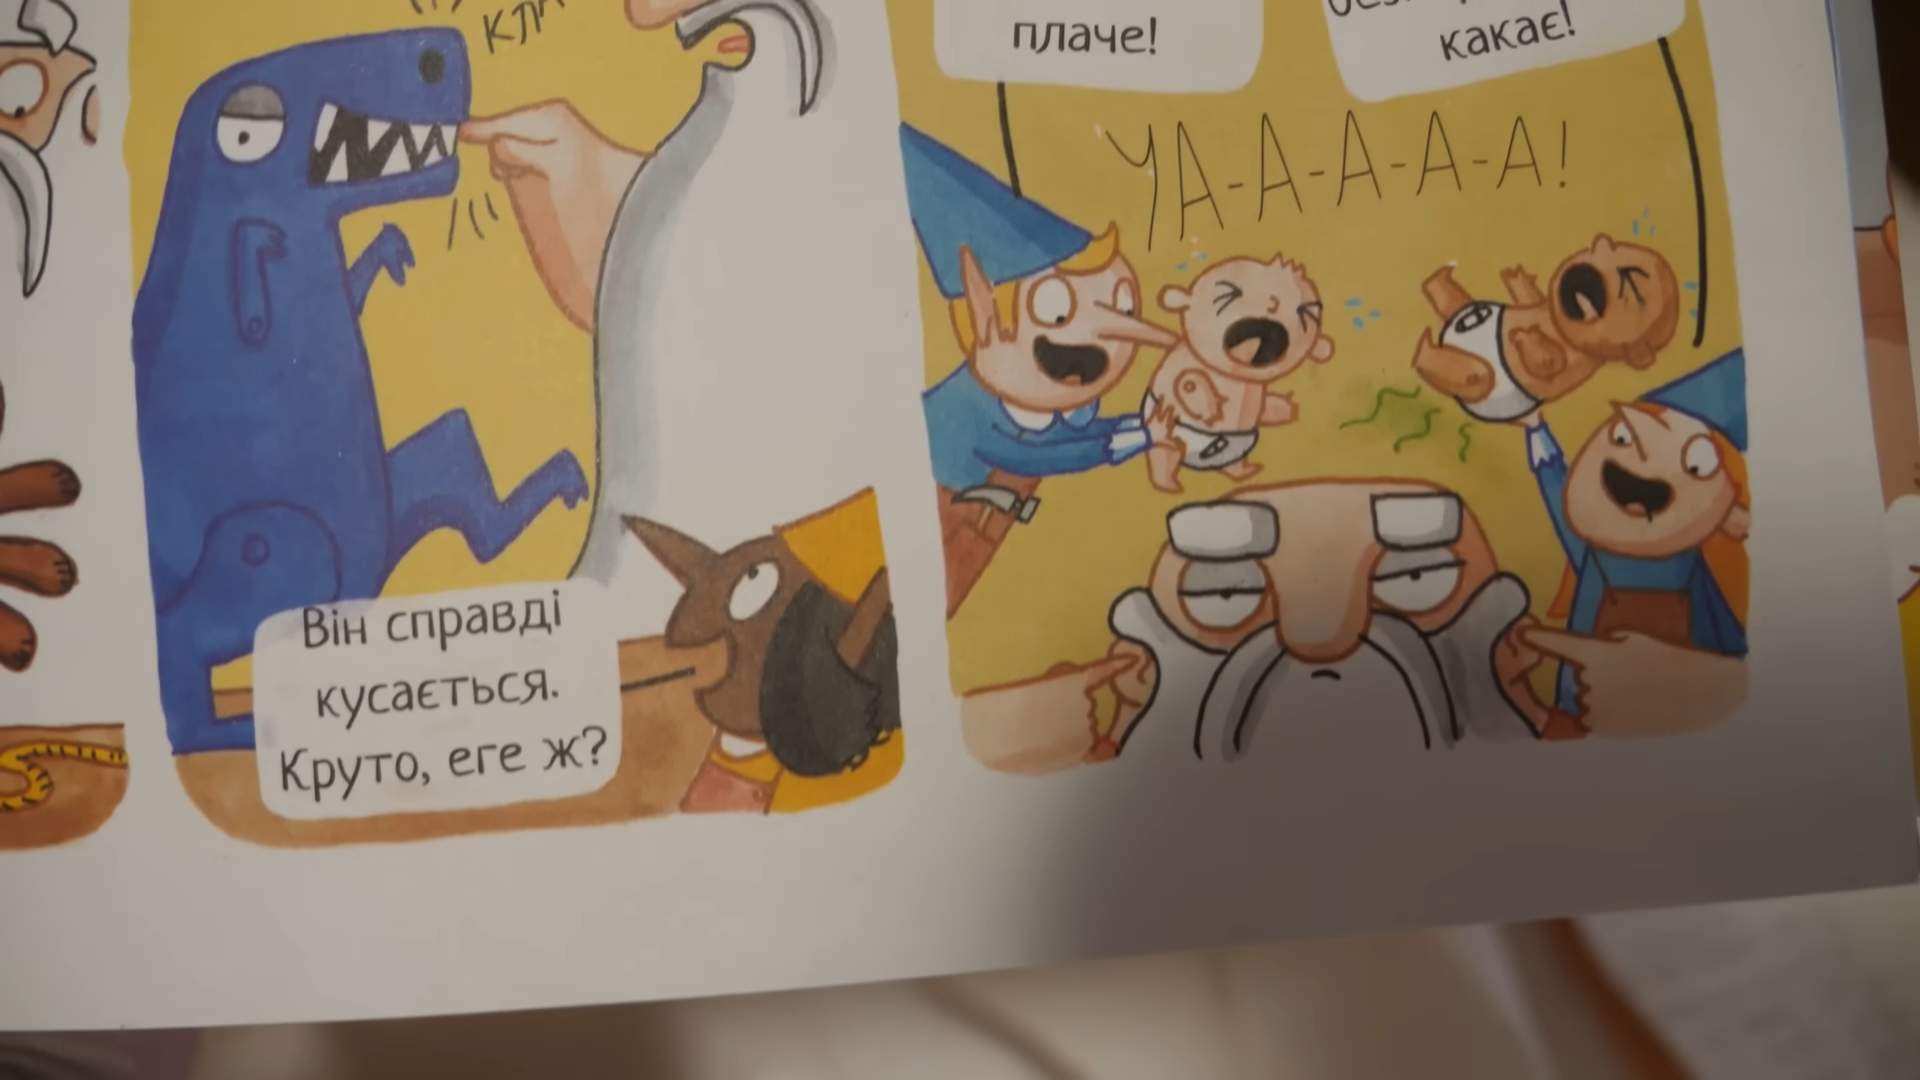 плаче!
какає!
УА-А-А-А-А!
Він справді
кусається.
Круто, еге ж?